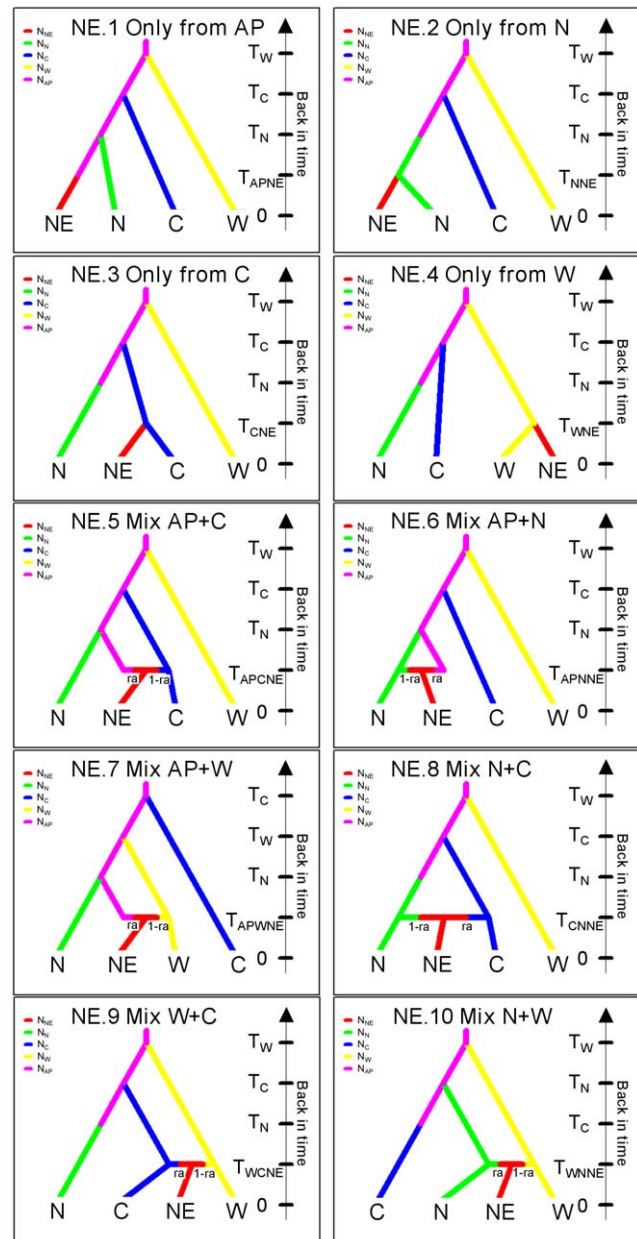 NE.1 Only from AP
N_NE
N_N
N_C
N_W
N_AP
T_W
T_C
T_N
T_APNE
0
Back in time
NE N C W
NE.2 Only from N
N_NE
N_N
N_C
N_W
N_AP
T_W
T_C
T_N
T_NNE
0
Back in time
NE N C W
NE.3 Only from C
N_NE
N_N
N_C
N_W
N_AP
T_W
T_C
T_N
T_CNE
0
Back in time
N NE C W
NE.4 Only from W
N_NE
N_N
N_C
N_W
N_AP
T_W
T_C
T_N
T_WNE
0
Back in time
N C W NE
NE.5 Mix AP+C
N_NE
N_N
N_C
N_W
N_AP
T_W
T_C
T_N
T_APCNE
0
Back in time
ra 1-ra
N NE C W
NE.6 Mix AP+N
N_NE
N_N
N_C
N_W
N_AP
T_W
T_C
T_N
T_APNNE
0
Back in time
1-ra ra
N NE C W
NE.7 Mix AP+W
N_NE
N_N
N_C
N_W
N_AP
T_C
T_W
T_N
T_APWNE
0
Back in time
ra 1-ra
N NE W C
NE.8 Mix N+C
N_NE
N_N
N_C
N_W
N_AP
T_W
T_C
T_N
T_CNNE
0
Back in time
1-ra ra
N NE C W
NE.9 Mix W+C
N_NE
N_N
N_C
N_W
N_AP
T_W
T_C
T_N
T_WCNE
0
Back in time
ra 1-ra
N C NE W
NE.10 Mix N+W
N_NE
N_N
N_C
N_W
N_AP
T_W
T_N
T_C
T_WNNE
0
Back in time
ra 1-ra
C N NE W